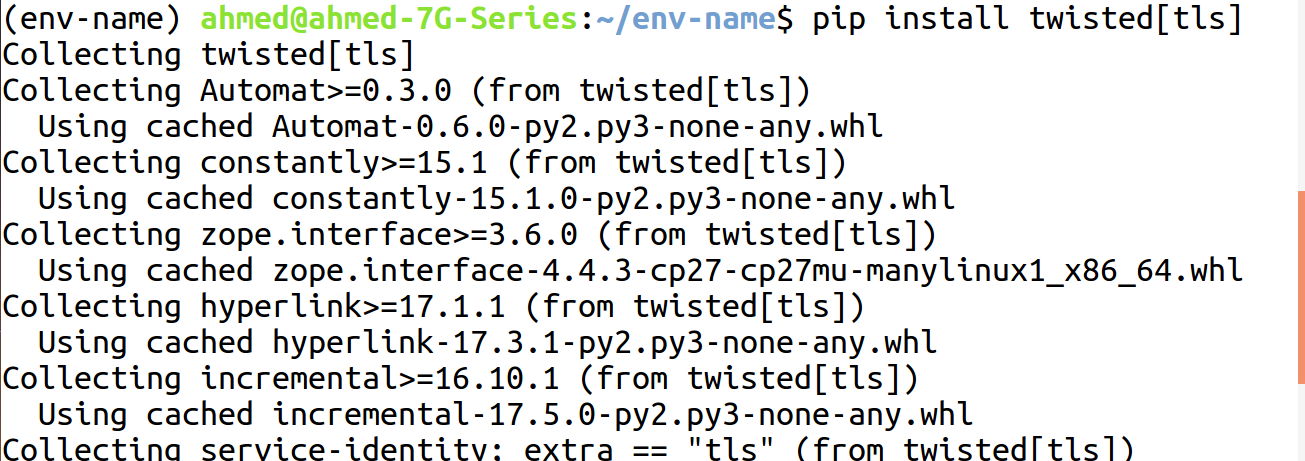 (env-name) ahmed@ahmed-7G-Series:~/env-name$ pip install twisted[tls]
Collecting twisted[tls]
Collecting Automat>=0.3.0 (from twisted[tls])
  Using cached Automat-0.6.0-py2.py3-none-any.whl
Collecting constantly>=15.1 (from twisted[tls])
  Using cached constantly-15.1.0-py2.py3-none-any.whl
Collecting zope.interface>=3.6.0 (from twisted[tls])
  Using cached zope.interface-4.4.3-cp27-cp27mu-manylinux1_x86_64.whl
Collecting hyperlink>=17.1.1 (from twisted[tls])
  Using cached hyperlink-17.3.1-py2.py3-none-any.whl
Collecting incremental>=16.10.1 (from twisted[tls])
  Using cached incremental-17.5.0-py2.py3-none-any.whl
Collecting service-identity; extra == "tls" (from twisted[tls])